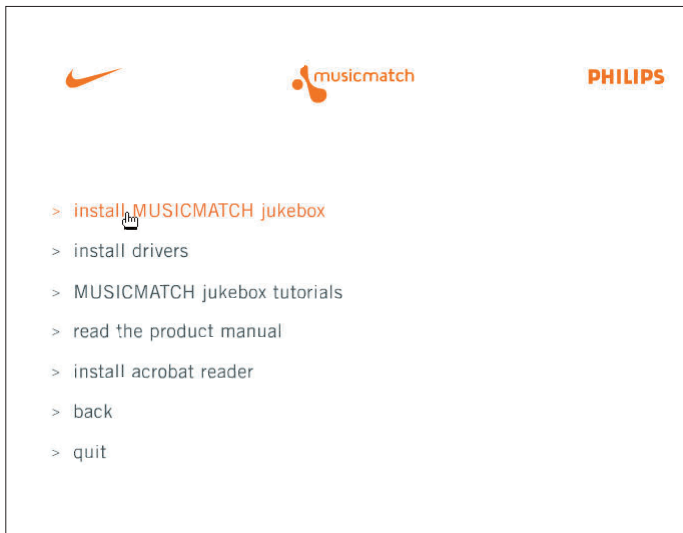 musicmatch
PHILIPS
> install MUSICMATCH jukebox
> install drivers
> MUSICMATCH jukebox tutorials
> read the product manual
> install acrobat reader
> back
> quit